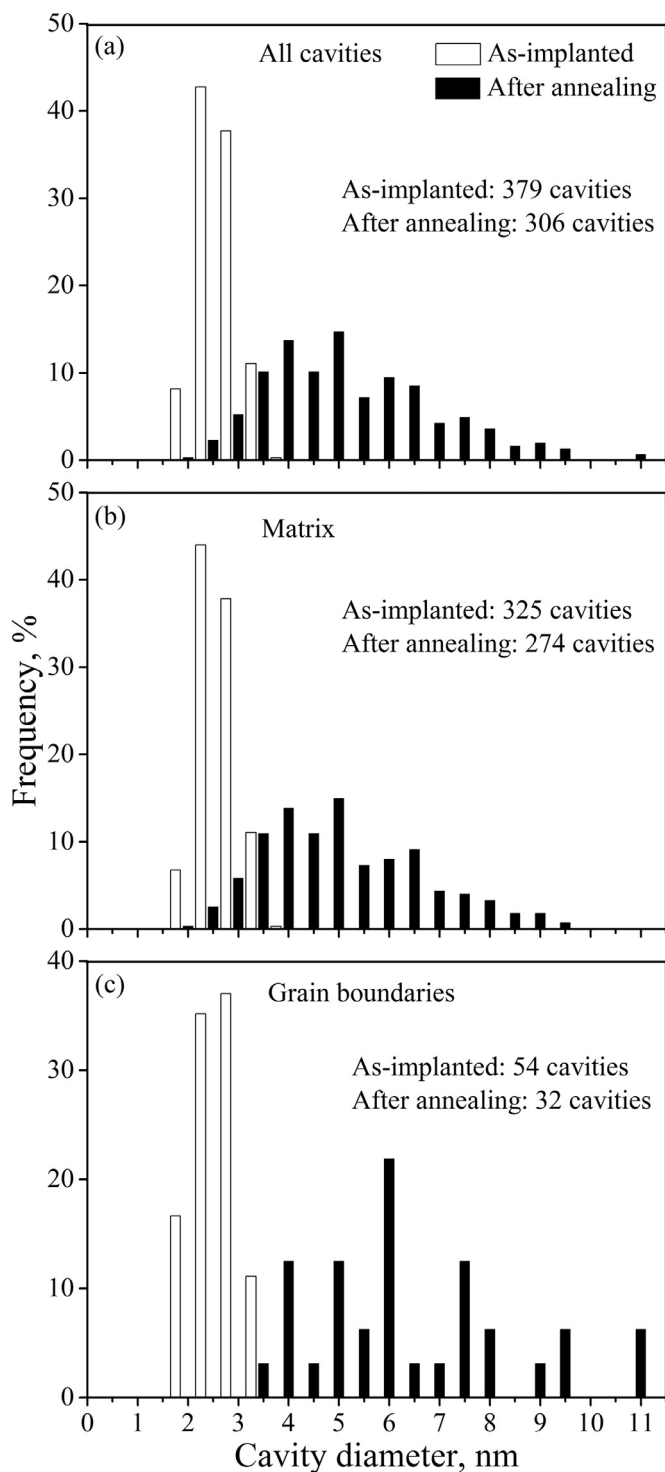 (a)
All cavities
As-implanted
After annealing
As-implanted: 379 cavities
After annealing: 306 cavities
50
40
30
20
10
0
(b)
Matrix
As-implanted: 325 cavities
After annealing: 274 cavities
50
40
30
20
10
0
Frequency, %
(c)
Grain boundaries
As-implanted: 54 cavities
After annealing: 32 cavities
40
30
20
10
0
0 1 2 3 4 5 6 7 8 9 10 11
Cavity diameter, nm